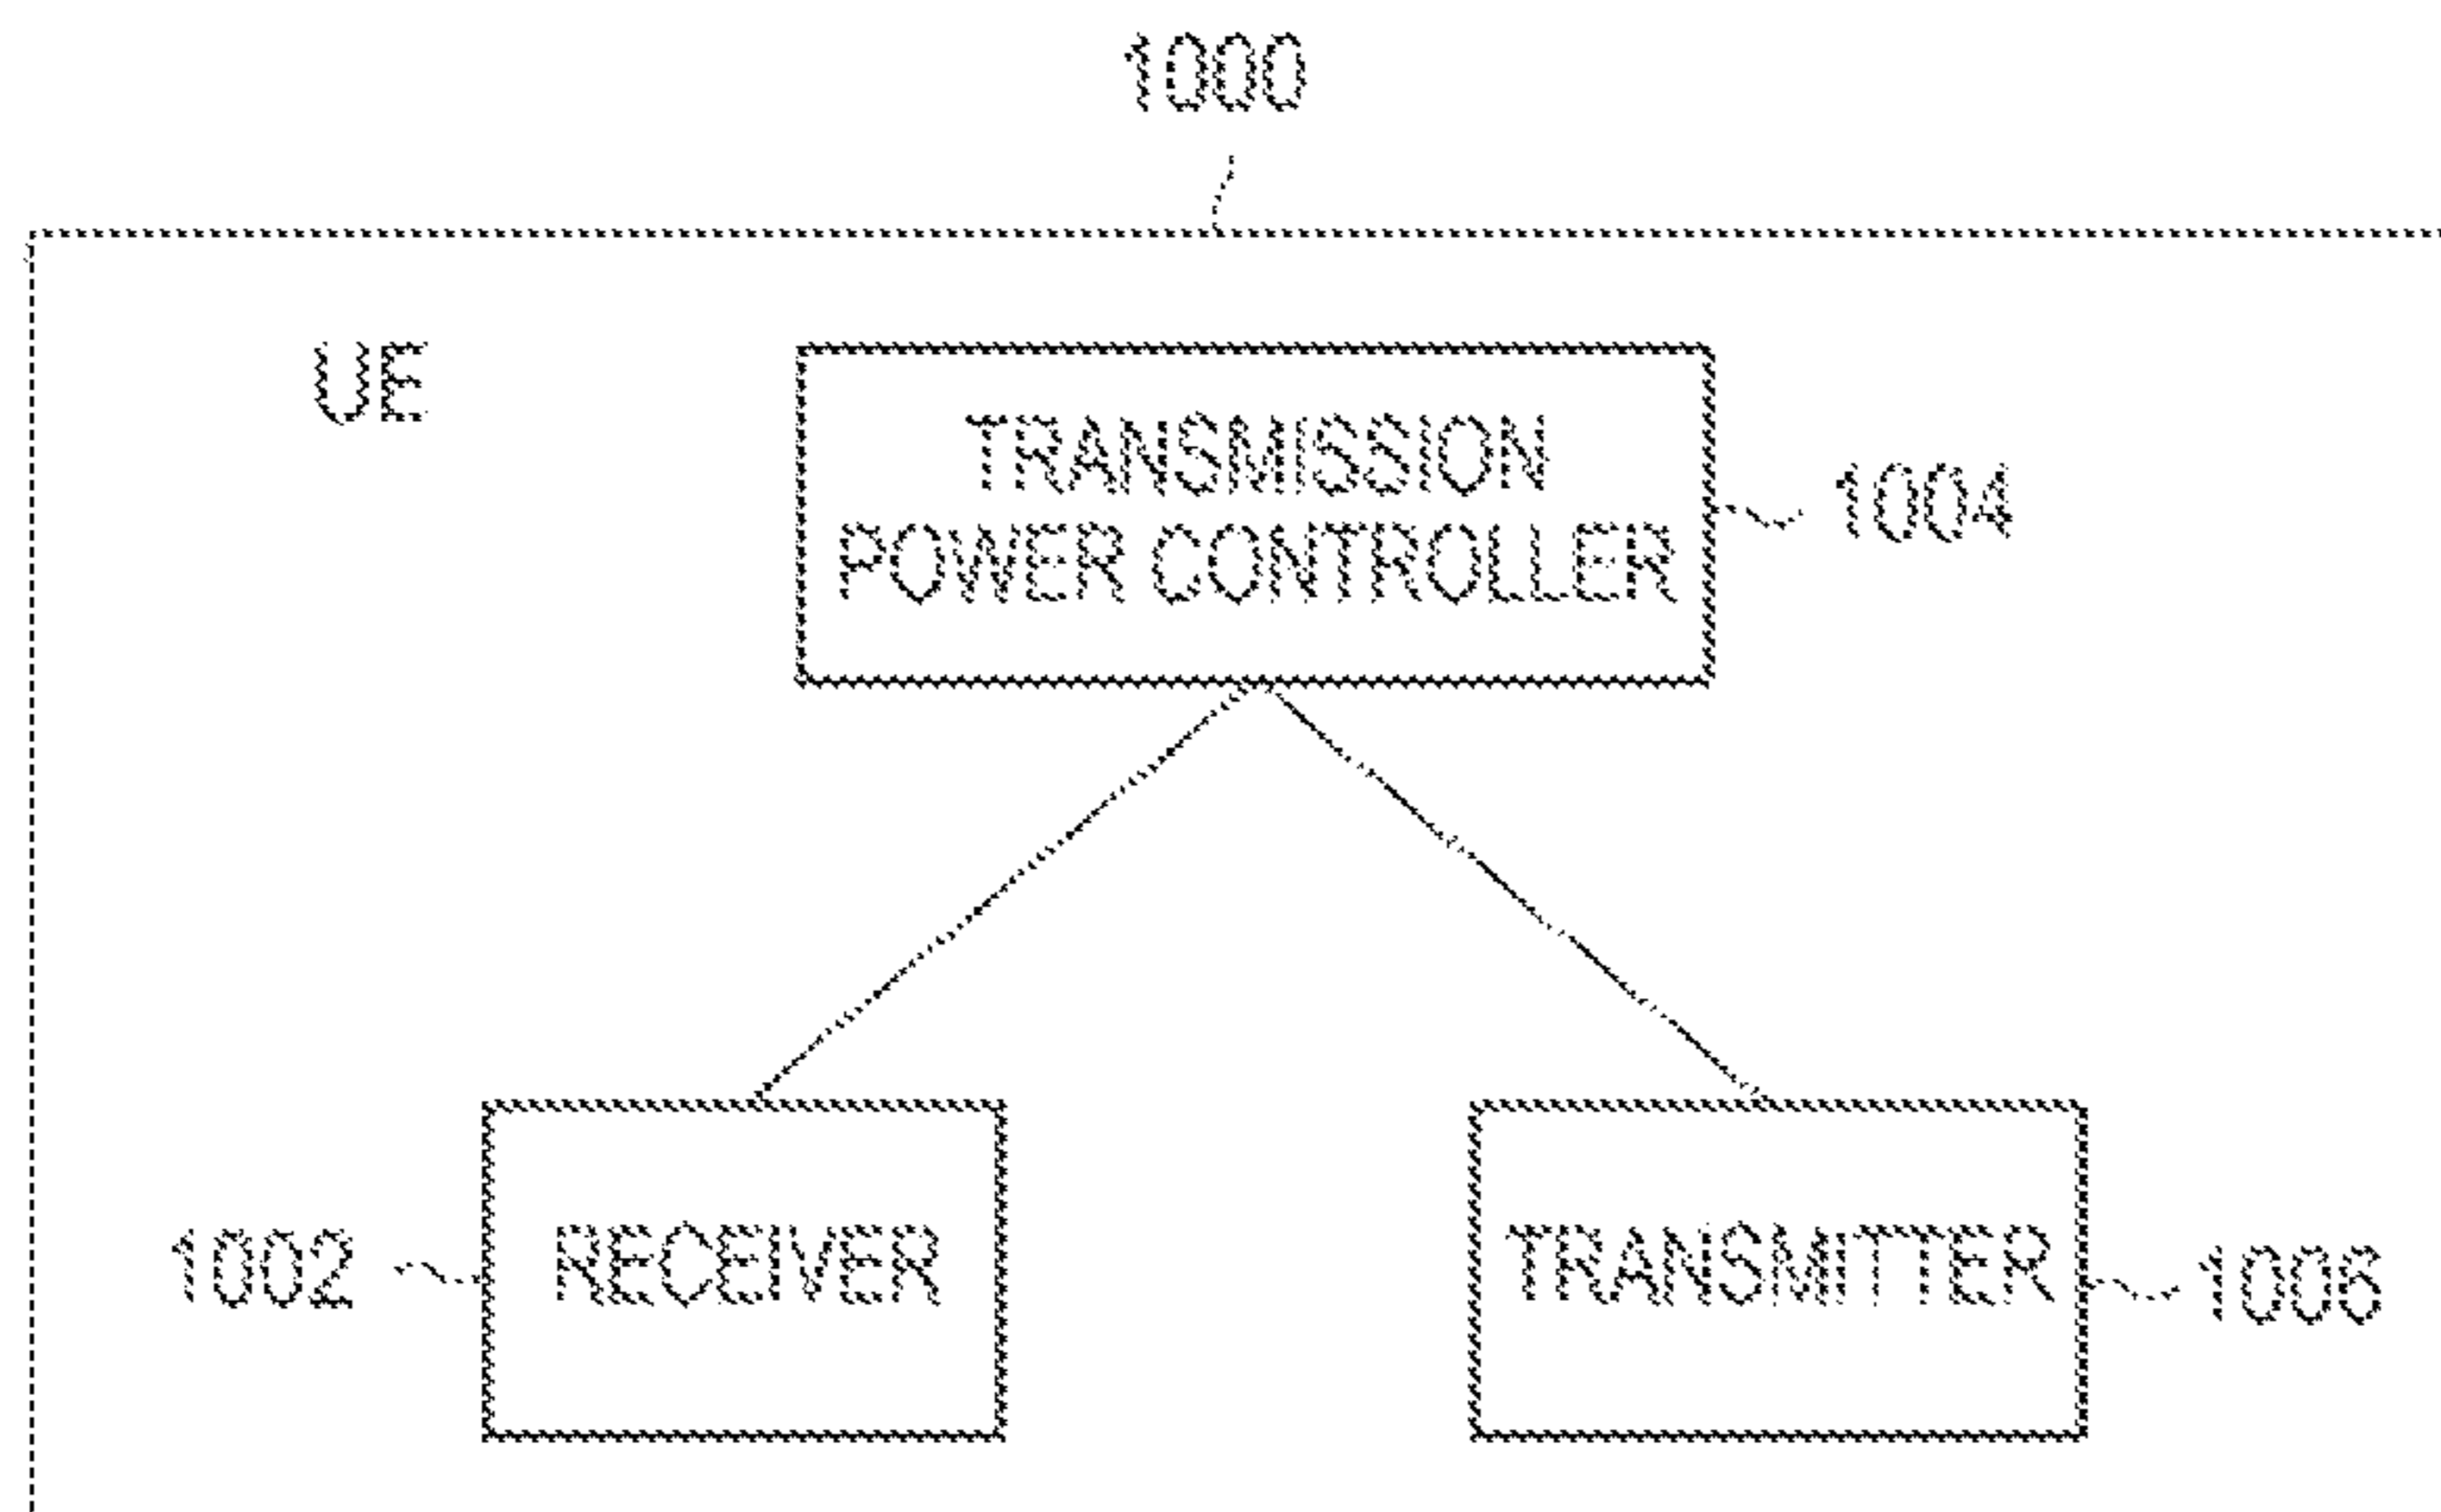 1000
UE
TRANSMISSION
POWER CONTROLLER
1004
1002
RECEIVER
TRANSMITTER
1006